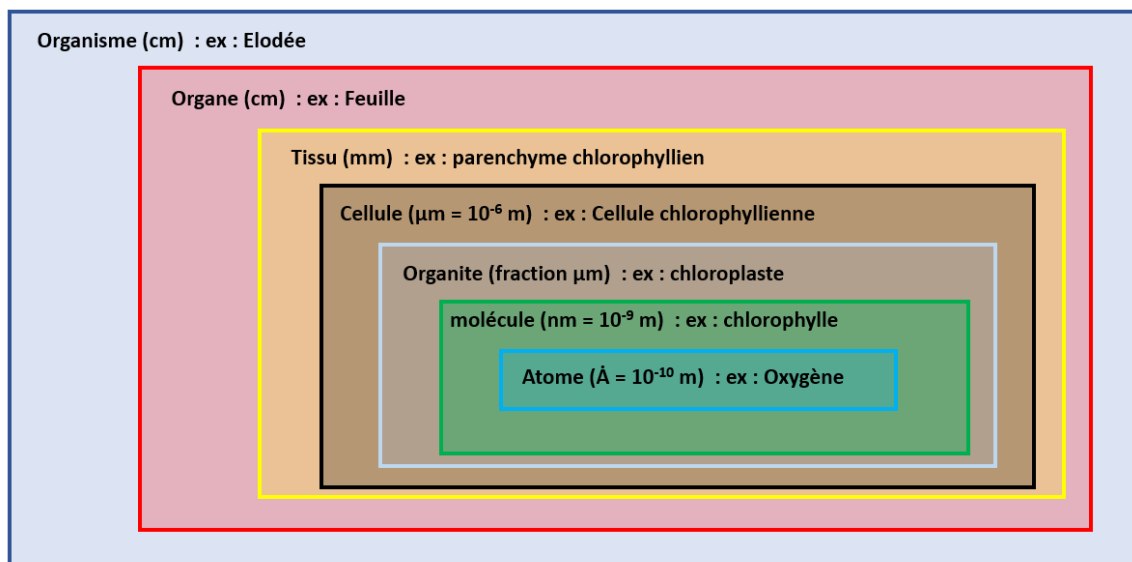 Organisme (cm)  : ex : Elodée
Organe (cm)  : ex : Feuille
Tissu (mm)  : ex : parenchyme chlorophyllien
Cellule (µm = 10⁻⁶ m)  : ex : Cellule chlorophyllienne
Organite (fraction µm)  : ex : chloroplaste
molécule (nm = 10⁻⁹ m)  : ex : chlorophylle
Atome (Ȧ = 10⁻¹⁰ m)  : ex : Oxygène